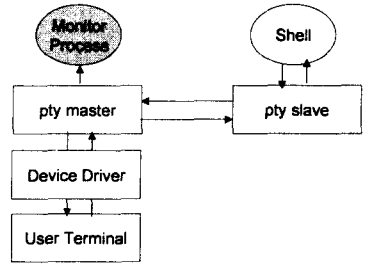 Monitor
Process
Shell
pty master
pty slave
Device Driver
User Terminal